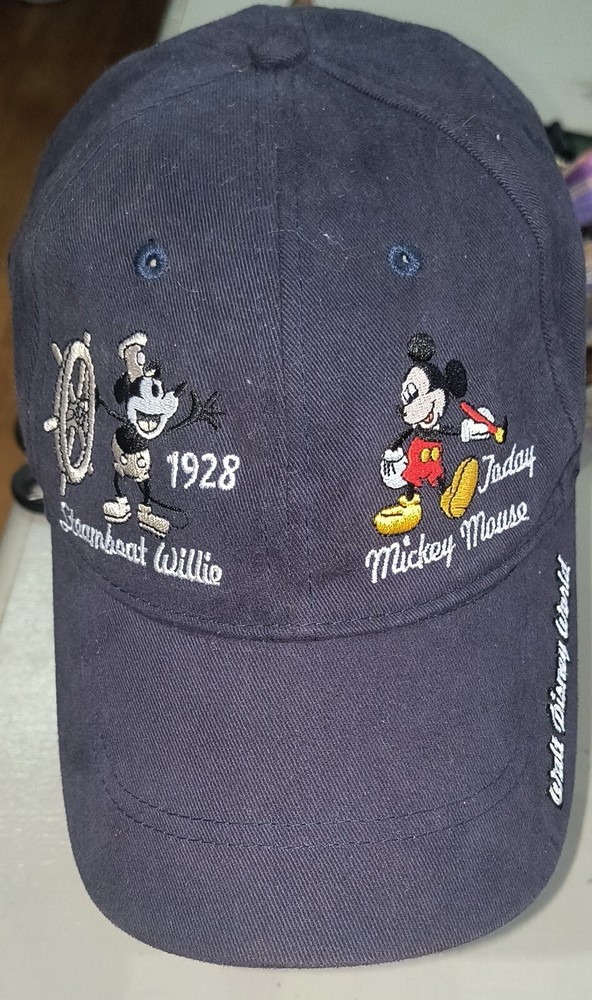 1928
Steamboat Willie
Today
Mickey Mouse
Walt Disney World